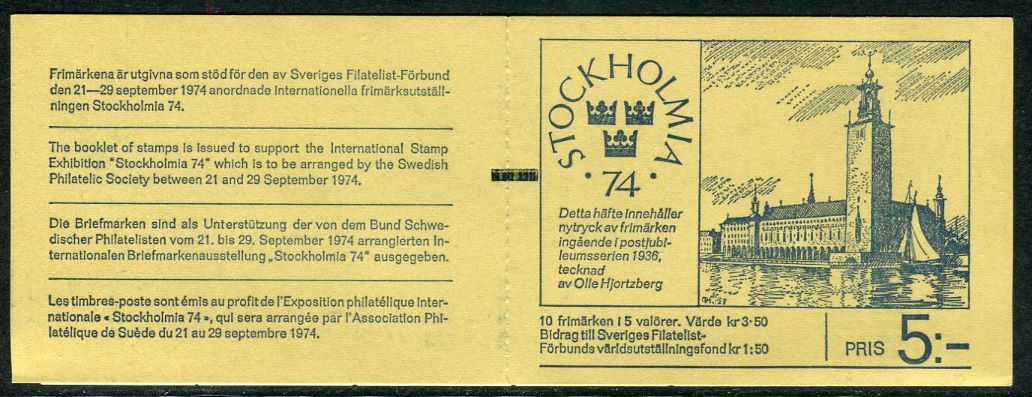 Frimärkena är utgivna som stöd för den av Sveriges Filatelist-Förbund
den 21—29 september 1974 anordnade internationella frimärksutställ-
ningen Stockholmia 74.
The booklet of stamps is issued to support the International Stamp
Exhibition "Stockholmia 74" which is to be arranged by the Swedish
Philatelic Society between 21 and 29 September 1974.
Die Briefmarken sind als Unterstützung der von dem Bund Schwe-
discher Philatelisten vom 21. bis 29. September 1974 arrangierten In-
ternationalen Briefmarkenausstellung „Stockholmia 74" ausgegeben.
Les timbres-poste sont émis au profit de l'Exposition philatélique inter-
nationale « Stockholmia 74 », qui sera arrangée par l'Association Phi-
latélique de Suède du 21 au 29 septembre 1974.
• STOCKHOLMIA •
74
Detta häfte innehåller
nytryck av frimärken
ingående i postjubi-
leumsserien 1936,
tecknad
av Olle Hjortzberg
10 frimärken i 5 valörer. Värde kr 3·50
Bidrag till Sveriges Filatelist-
Förbunds världsutställningsfond kr 1:50
PRIS 5:-